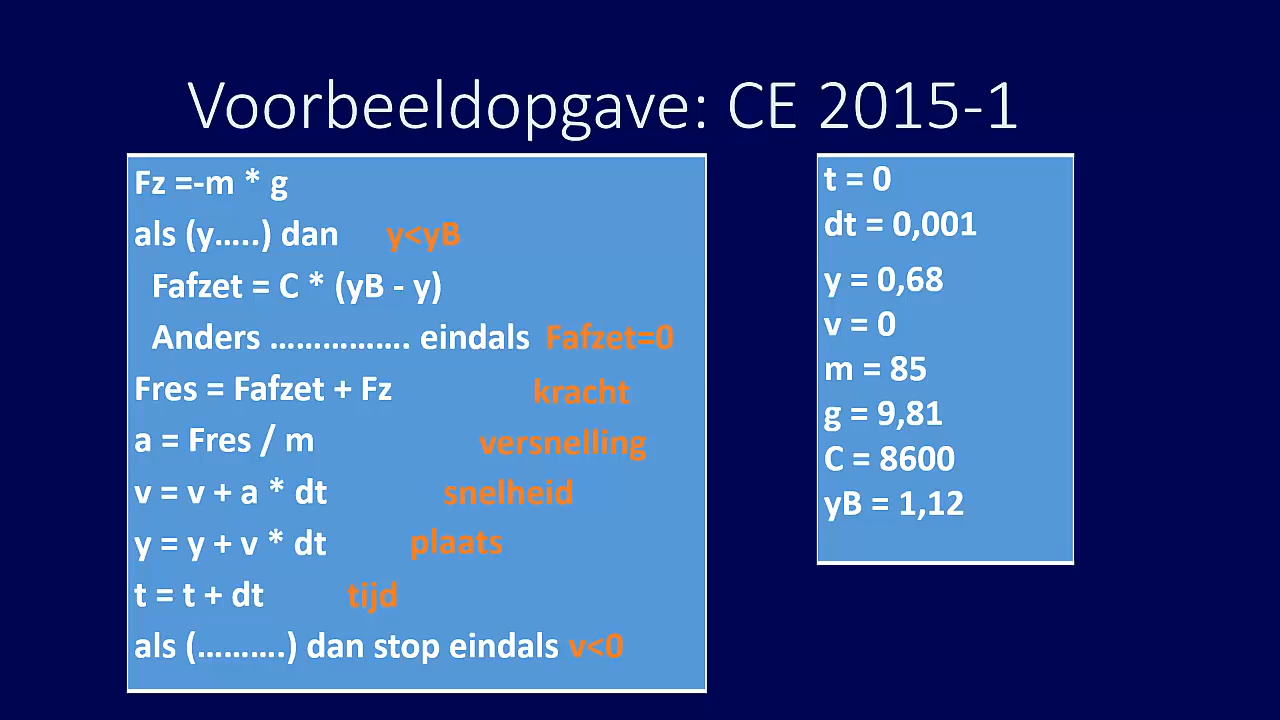 Voorbeeldopgave: CE 2015-1
Fz =-m * g
als (y…..) dan y<yB
Fafzet = C * (yB - y)
Anders ……………. eindals Fafzet=0
Fres = Fafzet + Fz kracht
a = Fres / m versnelling
v = v + a * dt snelheid
y = y + v * dt plaats
t = t + dt tijd
als (……….) dan stop eindals v<0
t = 0
dt = 0,001
y = 0,68
v = 0
m = 85
g = 9,81
C = 8600
yB = 1,12